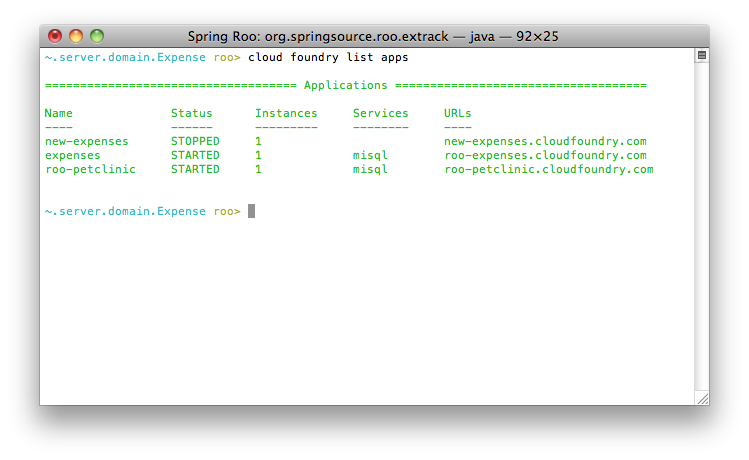 Spring Roo: org.springsource.roo.extrack — java — 92×25
~.server.domain.Expense roo> cloud foundry list apps
==================================== Applications ====================================
Name Status Instances Services URLs
---- ------ --------- -------- ----
new-expenses STOPPED 1 new-expenses.cloudfoundry.com
expenses STARTED 1 misql roo-expenses.cloudfoundry.com
roo-petclinic STARTED 1 misql roo-petclinic.cloudfoundry.com
~.server.domain.Expense roo>